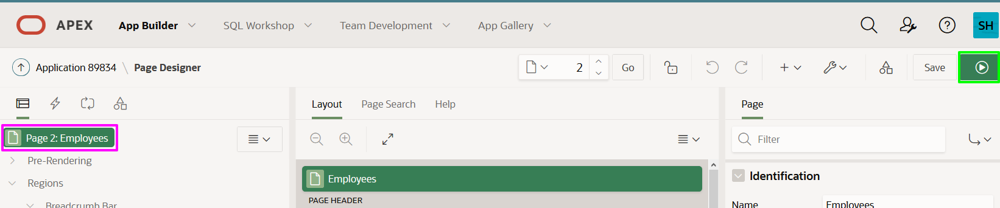 APEX App Builder SQL Workshop Team Development App Gallery SH
Application 89834 \ Page Designer 2 Go Save
Layout Page Search Help Page
Page 2: Employees Filter
Pre-Rendering
Employees Identification
Regions
PAGE HEADER
Breadcrumb Bar Name Employees